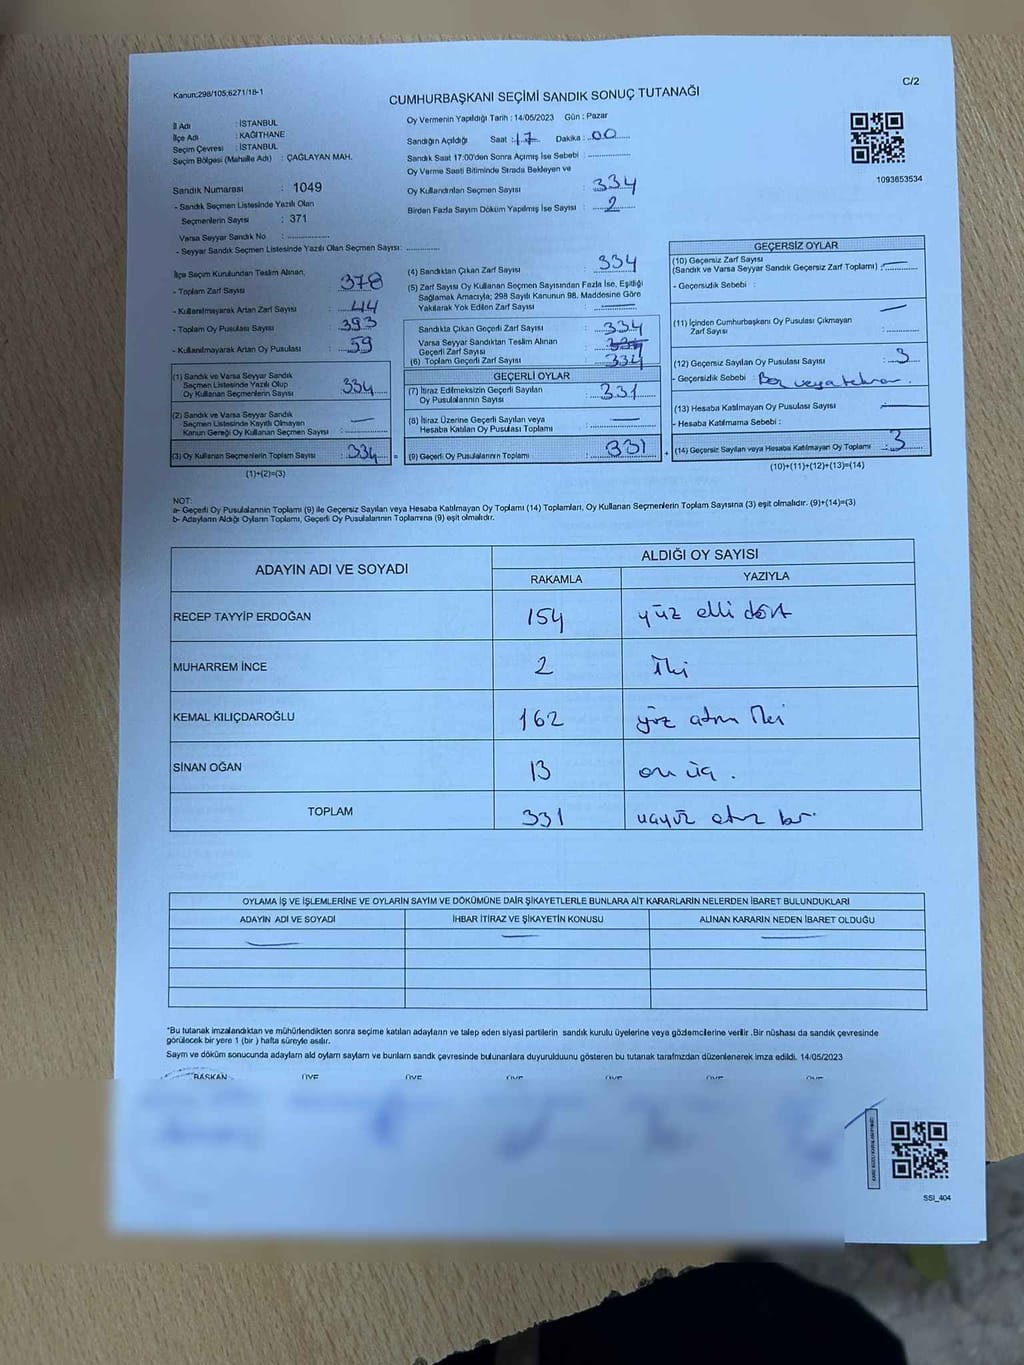 Kanun;298/105;6271/18-1
C/2
CUMHURBAŞKANI SEÇİMİ SANDIK SONUÇ TUTANAĞI
İl Adı : İSTANBUL
İlçe Adı : KAĞITHANE
Seçim Çevresi : İSTANBUL
Seçim Bölgesi (Mahalle Adı) : ÇAĞLAYAN MAH.
Sandık Numarası : 1049
- Sandık Seçmen Listesinde Yazılı Olan
Seçmenlerin Sayısı : 371
Varsa Seyyar Sandık No :
- Seyyar Sandık Seçmen Listesinde Yazılı Olan Seçmen Sayısı:
Oy Vermenin Yapıldığı Tarih : 14/05/2023 Gün : Pazar
Sandığın Açıldığı Saat : 17 Dakika : 00
Sandık Saat 17:00'den Sonra Açılmış İse Sebebi :
Oy Verme Saati Bitiminde Sırada Bekleyen ve
Oy Kullandırılan Seçmen Sayısı : 334
Birden Fazla Sayım Döküm Yapılmış İse Sayısı : 2
1093653534
İlçe Seçim Kurulundan Teslim Alınan;
- Toplam Zarf Sayısı : 378
- Kullanılmayarak Artan Zarf Sayısı : 44
- Toplam Oy Pusulası Sayısı : 393
- Kullanılmayarak Artan Oy Pusulası : 59
(1) Sandık ve Varsa Seyyar Sandık
Seçmen Listesinde Yazılı Olup
Oy Kullanan Seçmenlerin Sayısı : 334
(2) Sandık ve Varsa Seyyar Sandık
Seçmen Listesinde Kayıtlı Olmayan
Kanun Gereği Oy Kullanan Seçmen Sayısı : —
(3) Oy Kullanan Seçmenlerin Toplam Sayısı : 334 =
(1)+(2)=(3)
(4) Sandıktan Çıkan Zarf Sayısı : 334
(5) Zarf Sayısı Oy Kullanan Seçmen Sayısından Fazla İse, Eşitliği
Sağlamak Amacıyla; 298 Sayılı Kanunun 98. Maddesine Göre
Yakılarak Yok Edilen Zarf Sayısı : —
Sandıkta Çıkan Geçerli Zarf Sayısı : 334
Varsa Seyyar Sandıktan Teslim Alınan
Geçerli Zarf Sayısı :
(6) Toplam Geçerli Zarf Sayısı : 334
GEÇERLİ OYLAR
(7) İtiraz Edilmeksizin Geçerli Sayılan
Oy Pusulalarının Sayısı : 331
(8) İtiraz Üzerine Geçerli Sayılan veya
Hesaba Katılan Oy Pusulası Toplamı : —
(9) Geçerli Oy Pusulalarının Toplamı : 331 +
GEÇERSİZ OYLAR
(10) Geçersiz Zarf Sayısı
(Sandık ve Varsa Seyyar Sandık Geçersiz Zarf Toplamı) : —
- Geçersizlik Sebebi :
(11) İçinden Cumhurbaşkanı Oy Pusulası Çıkmayan
Zarf Sayısı : —
(12) Geçersiz Sayılan Oy Pusulası Sayısı : 3
- Geçersizlik Sebebi : Boş veya
(13) Hesaba Katılmayan Oy Pusulası Sayısı : —
- Hesaba Katılmama Sebebi :
(14) Geçersiz Sayılan veya Hesaba Katılmayan Oy Toplamı : 3
(10)+(11)+(12)+(13)=(14)
NOT:
a- Geçerli Oy Pusulalarının Toplamı (9) ile Geçersiz Sayılan veya Hesaba Katılmayan Oy Toplamı (14) Toplamları, Oy Kullanan Seçmenlerin Toplam Sayısına (3) eşit olmalıdır. (9)+(14)=(3)
b- Adayların Aldığı Oyların Toplamı, Geçerli Oy Pusulalarının Toplamına (9) eşit olmalıdır.
ADAYIN ADI VE SOYADI
ALDIĞI OY SAYISI
RAKAMLA YAZIYLA
RECEP TAYYİP ERDOĞAN 154 yüz elli dört
MUHARREM İNCE 2 İki
KEMAL KILIÇDAROĞLU 162 yüz altmış iki
SİNAN OĞAN 13 on üç .
TOPLAM 331 üçyüz otuz bir
OYLAMA İŞ VE İŞLEMLERİNE VE OYLARIN SAYIM VE DÖKÜMÜNE DAİR ŞİKAYETLERLE BUNLARA AİT KARARLARIN NELERDEN İBARET BULUNDUKLARI
ADAYIN ADI VE SOYADI İHBAR İTİRAZ VE ŞİKAYETİN KONUSU ALINAN KARARIN NEDEN İBARET OLDUĞU
— — —
*Bu tutanak imzalandıktan ve mühürlendikten sonra seçime katılan adayların ve talep eden siyasi partilerin sandık kurulu üyelerine veya gözlemcilerine verilir .Bir nüshası da sandık çevresinde
görülecek bir yere 1 (bir ) hafta süreyle asılır.
Sayım ve döküm sonucunda adayların aldı oyların sayıların ve bunların sandık çevresinde bulunanlara duyurulduunu gösteren bu tutanak tarafımızdan düzenlenerek imza edildi. 14/05/2023
BAŞKAN ÜYE ÜYE ÜYE ÜYE ÜYE ÜYE
SSI_404